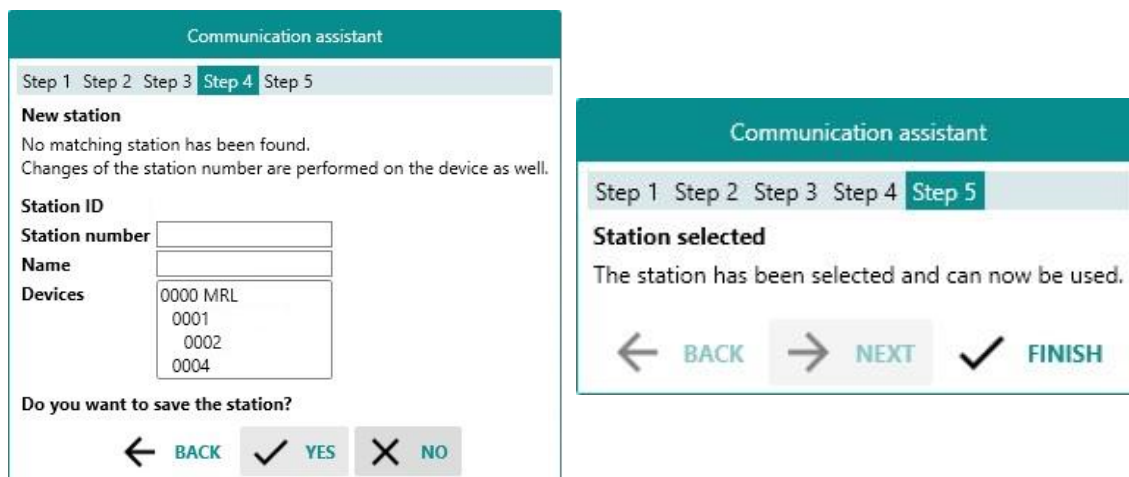 Communication assistant
Step 1 Step 2 Step 3 Step 4 Step 5
New station
No matching station has been found.
Changes of the station number are performed on the device as well.
Station ID
Station number
Name
Devices
0000 MRL
0001
0002
0004
Do you want to save the station?
BACK YES NO
Communication assistant
Step 1 Step 2 Step 3 Step 4 Step 5
Station selected
The station has been selected and can now be used.
BACK NEXT FINISH